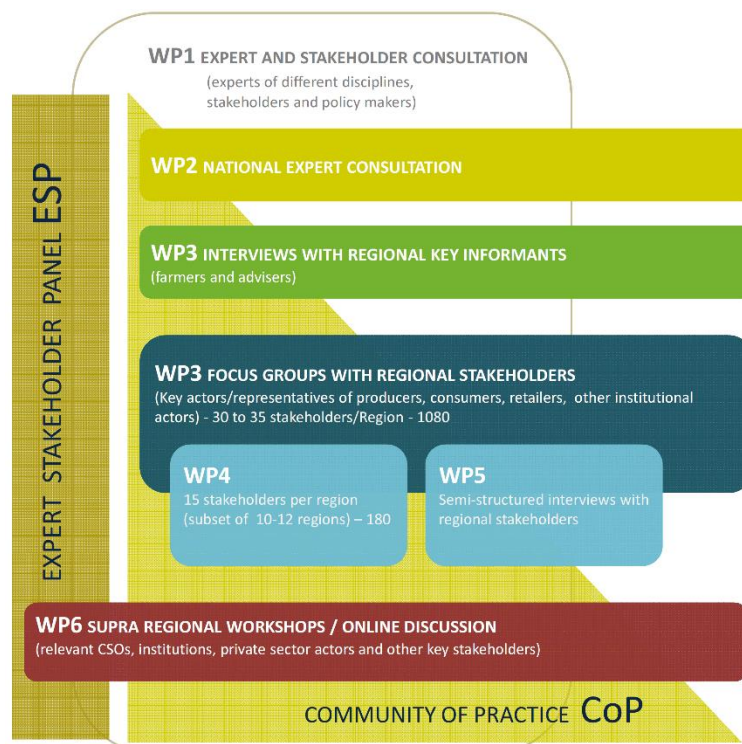 WP1 EXPERT AND STAKEHOLDER CONSULTATION
(experts of different disciplines,
stakeholders and policy makers)
EXPERT STAKEHOLDER PANEL ESP
WP2 NATIONAL EXPERT CONSULTATION
WP3 INTERVIEWS WITH REGIONAL KEY INFORMANTS
(farmers and advisers)
WP3 FOCUS GROUPS WITH REGIONAL STAKEHOLDERS
(Key actors/representatives of producers, consumers, retailers, other institutional
actors) - 30 to 35 stakeholders/Region - 1080
WP4
15 stakeholders per region
(subset of 10-12 regions) – 180
WP5
Semi-structured interviews with
regional stakeholders
WP6 SUPRA REGIONAL WORKSHOPS / ONLINE DISCUSSION
(relevant CSOs, institutions, private sector actors and other key stakeholders)
COMMUNITY OF PRACTICE CoP